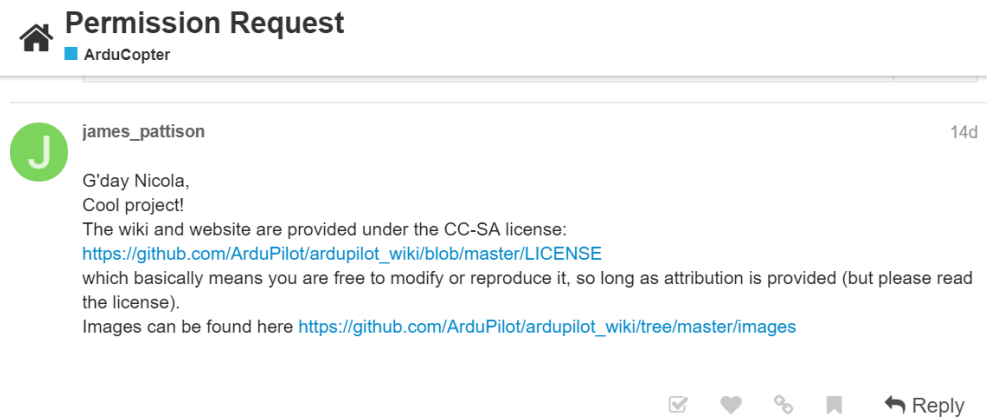 Permission Request
ArduCopter
J
james_pattison 14d
G'day Nicola,
Cool project!
The wiki and website are provided under the CC-SA license:
https://github.com/ArduPilot/ardupilot_wiki/blob/master/LICENSE
which basically means you are free to modify or reproduce it, so long as attribution is provided (but please read
the license).
Images can be found here https://github.com/ArduPilot/ardupilot_wiki/tree/master/images
Reply